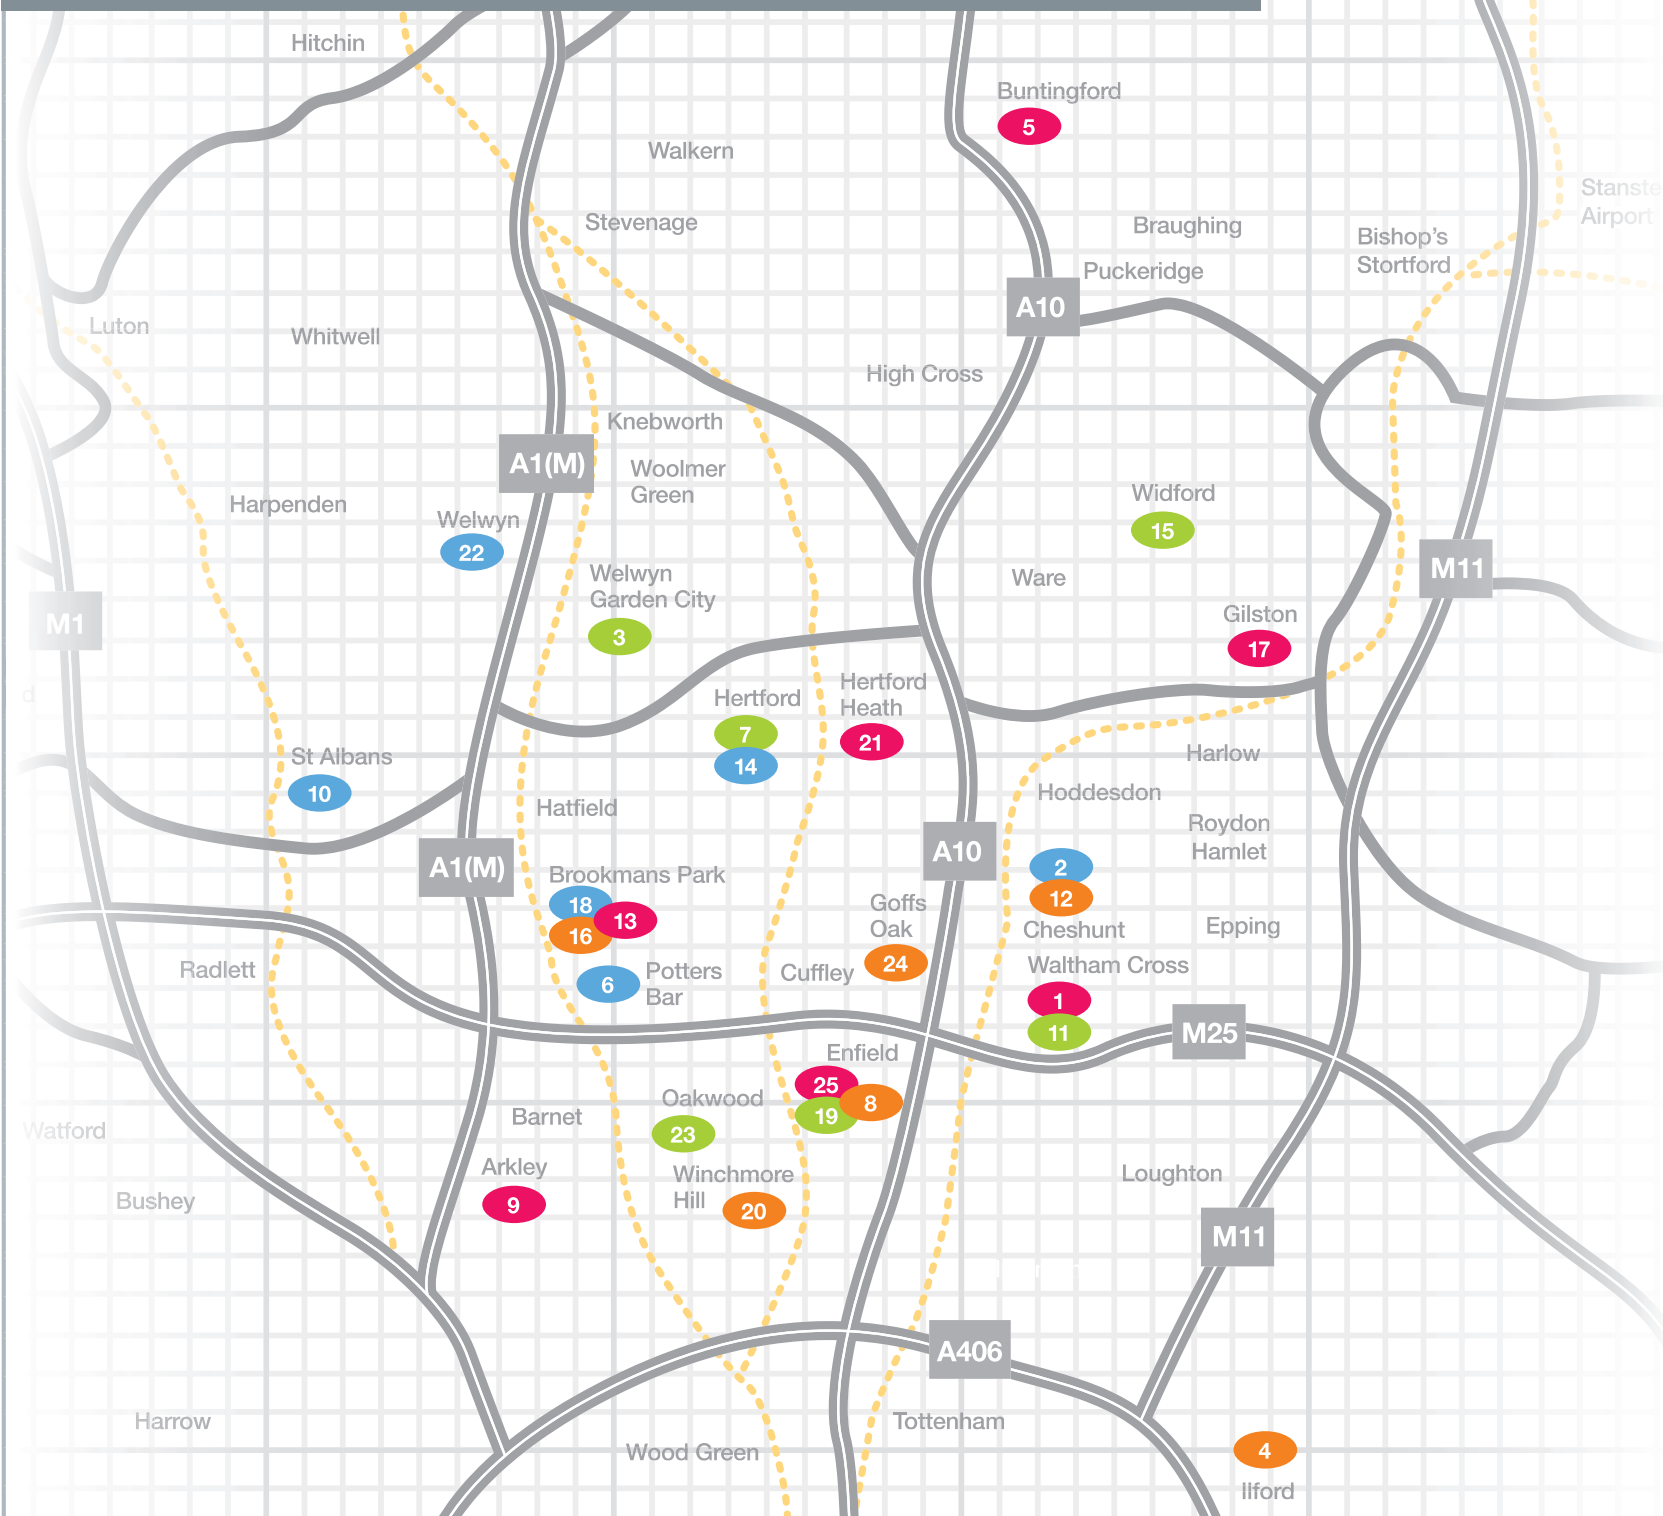 Hitchin
Buntingford
5
Walkern
Stanste
Airport
Stevenage
Braughing
Bishop's
Stortford
Puckeridge
A10
Luton
Whitwell
High Cross
Knebworth
A1(M)
Woolmer
Green
Harpenden
Welwyn
22
Widford
15
M11
Welwyn
Garden City
3
Ware
M1
Gilston
17
d
Hertford
7
14
Hertford
Heath
21
St Albans
10
Harlow
Hatfield
Hoddesdon
Roydon
Hamlet
A10
A1(M)
2
12
Cheshunt
Brookmans Park
18
13
16
Goffs
Oak
24
Epping
Radlett
6
Potters
Bar
Cuffley
Waltham Cross
1
11
M25
Enfield
25
8
19
Oakwood
23
Barnet
Watford
Arkley
9
Winchmore
Hill
20
Loughton
Bushey
M11
A406
Harrow
Tottenham
Wood Green
4
Ilford